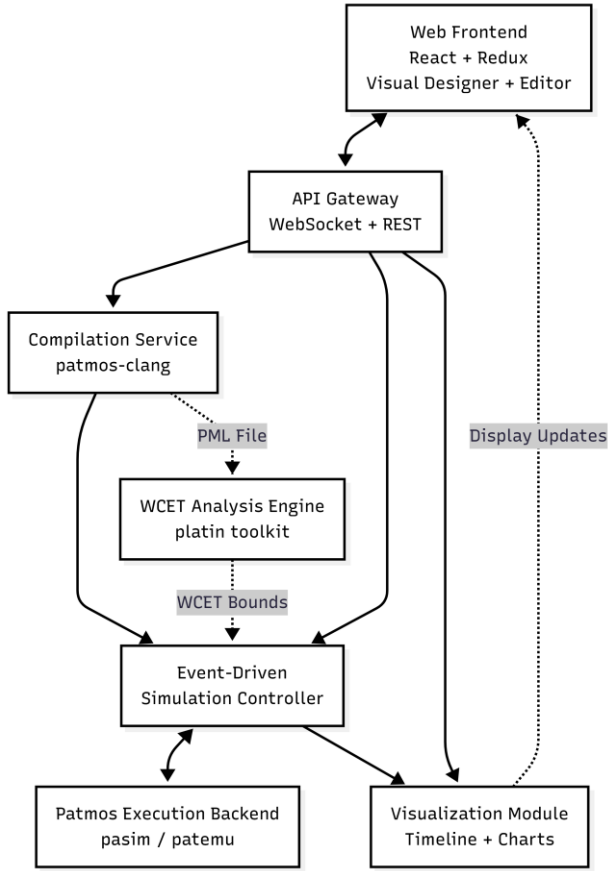 Web Frontend
React + Redux
Visual Designer + Editor
API Gateway
WebSocket + REST
Compilation Service
patmos-clang
PML File
Display Updates
WCET Analysis Engine
platin toolkit
WCET Bounds
Event-Driven
Simulation Controller
Patmos Execution Backend
pasim / patemu
Visualization Module
Timeline + Charts